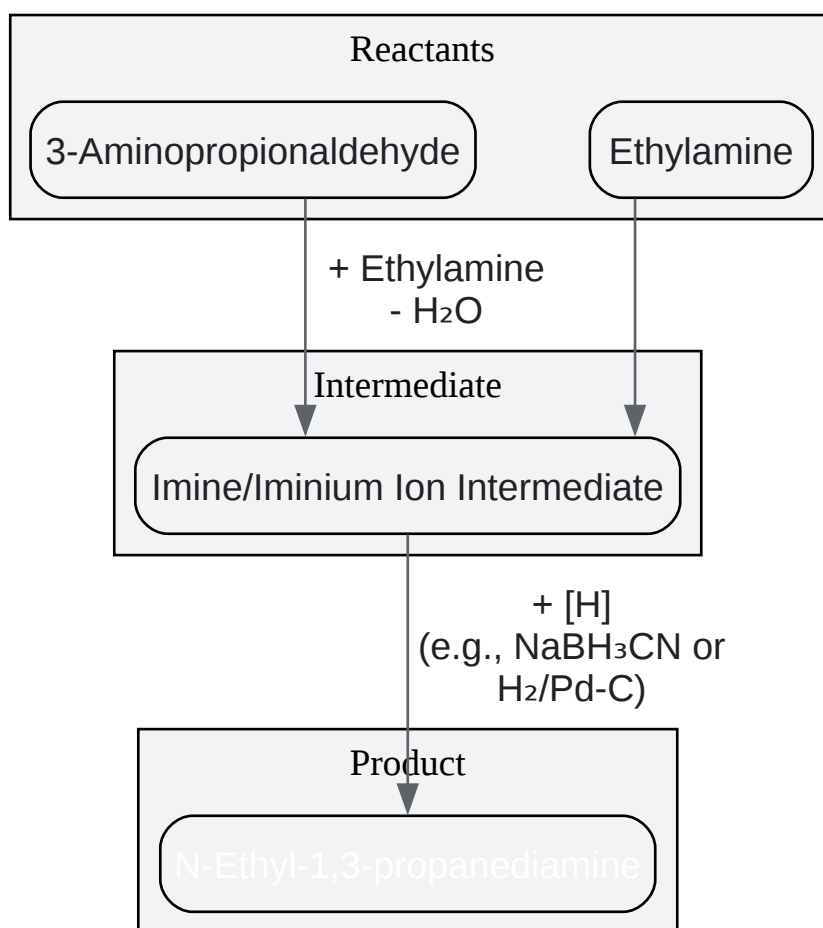 Reactants
3-Aminopropionaldehyde
Ethylamine
+ Ethylamine
- H₂O
Intermediate
Imine/Iminium Ion Intermediate
+ [H]
(e.g., NaBH₃CN or
H₂/Pd-C)
Product
N-Ethyl-1,3-propanediamine